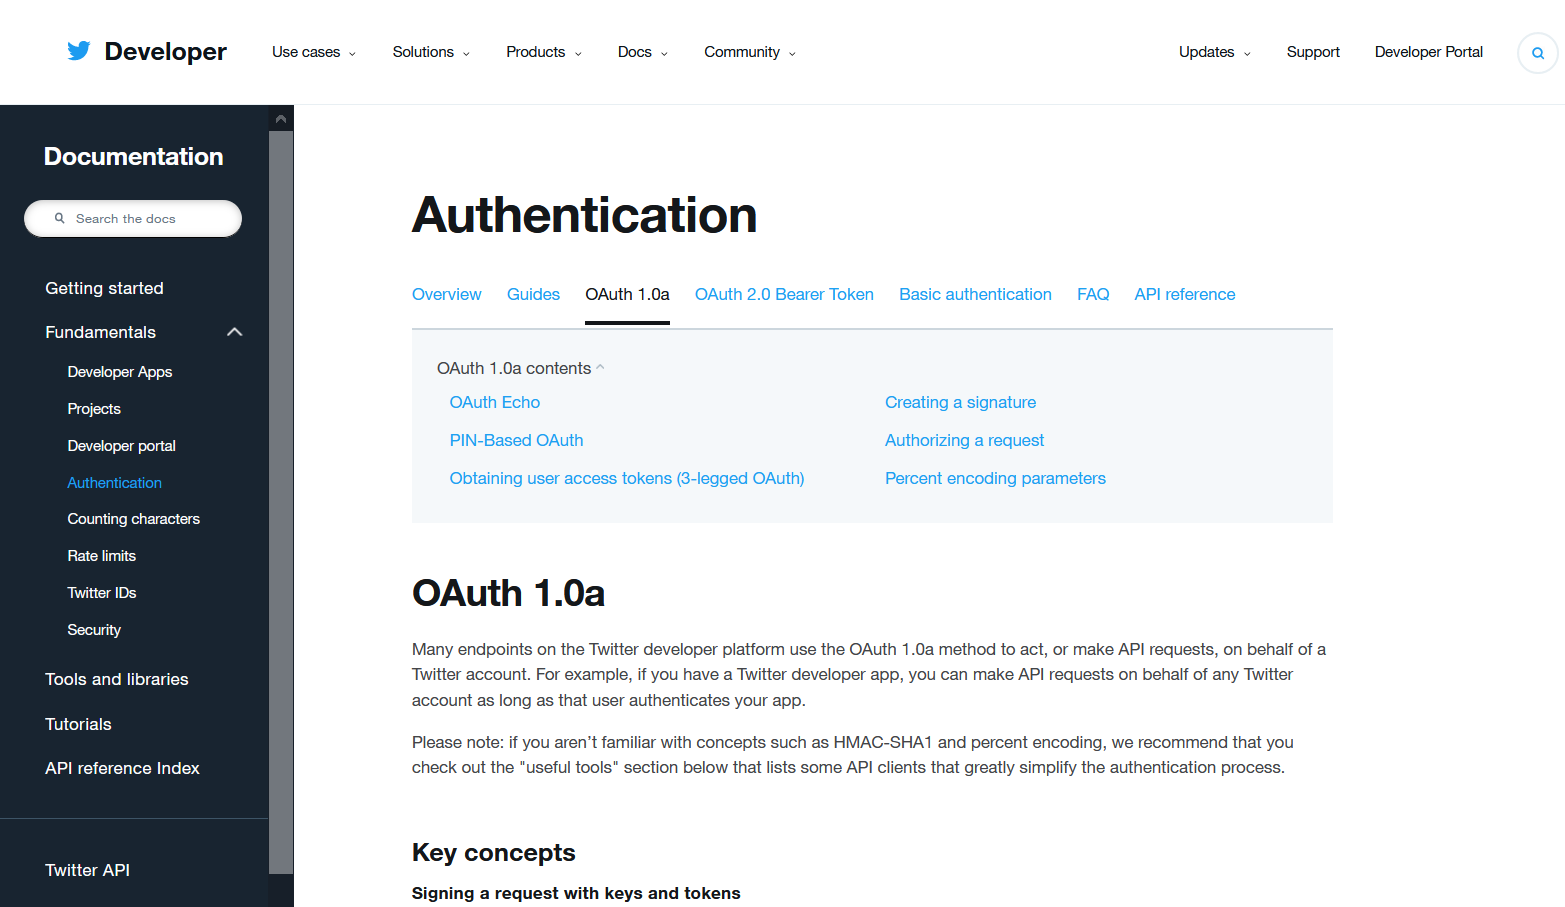 Developer
Use cases
Solutions
Products
Docs
Community
Updates
Support
Developer Portal
Documentation
Search the docs
Getting started
Fundamentals
Developer Apps
Projects
Developer portal
Authentication
Counting characters
Rate limits
Twitter IDs
Security
Tools and libraries
Tutorials
API reference Index
Twitter API
Authentication
Overview
Guides
OAuth 1.0a
OAuth 2.0 Bearer Token
Basic authentication
FAQ
API reference
OAuth 1.0a contents
OAuth Echo
PIN-Based OAuth
Obtaining user access tokens (3-legged OAuth)
Creating a signature
Authorizing a request
Percent encoding parameters
OAuth 1.0a
Many endpoints on the Twitter developer platform use the OAuth 1.0a method to act, or make API requests, on behalf of a
Twitter account. For example, if you have a Twitter developer app, you can make API requests on behalf of any Twitter
account as long as that user authenticates your app.
Please note: if you aren’t familiar with concepts such as HMAC-SHA1 and percent encoding, we recommend that you
check out the "useful tools" section below that lists some API clients that greatly simplify the authentication process.
Key concepts
Signing a request with keys and tokens